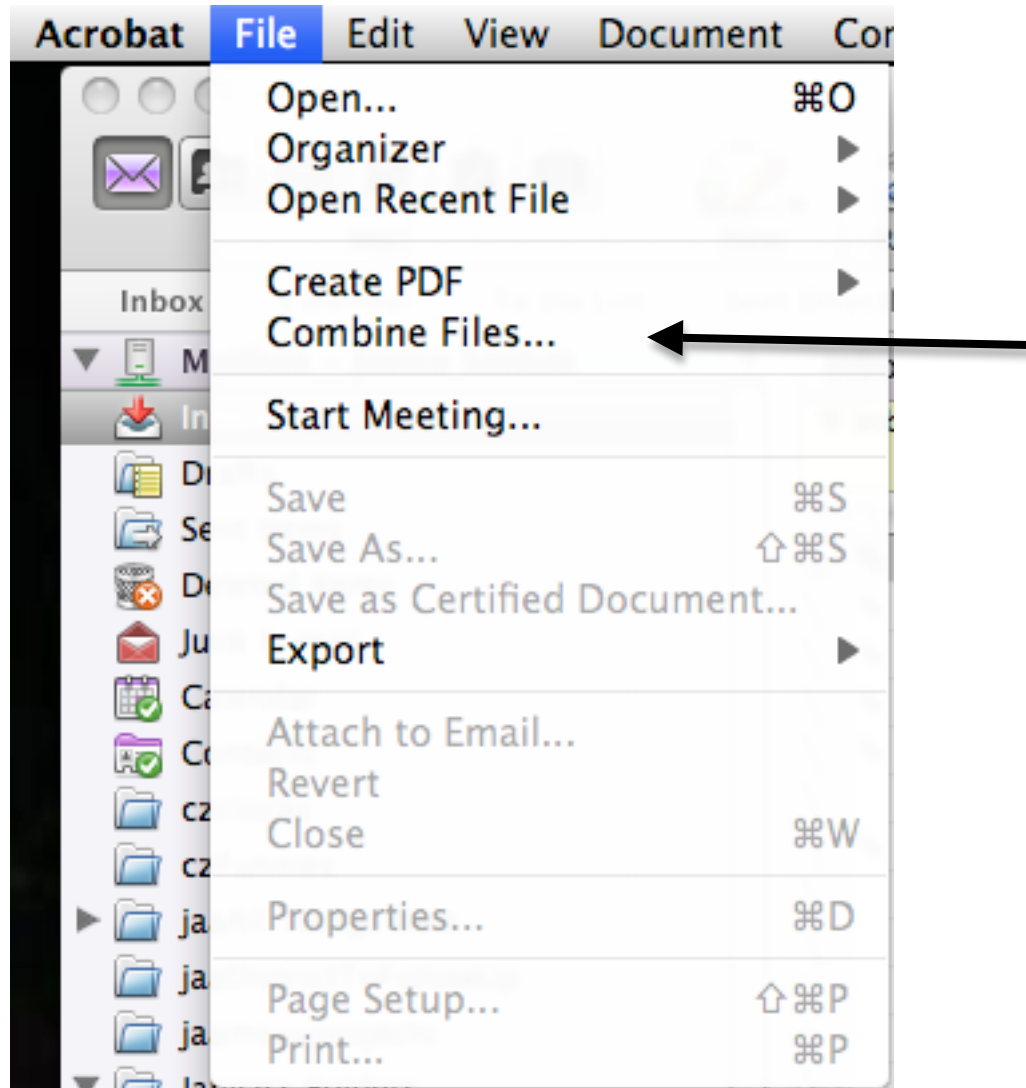 Acrobat File Edit View Document
Open... ⌘O
Organizer
Open Recent File
Inbox
Create PDF
Combine Files...
Start Meeting...
Save ⌘S
Save As... ⇧⌘S
Save as Certified Document...
Export
Attach to Email...
Revert
Close ⌘W
Properties... ⌘D
Page Setup... ⇧⌘P
Print... ⌘P